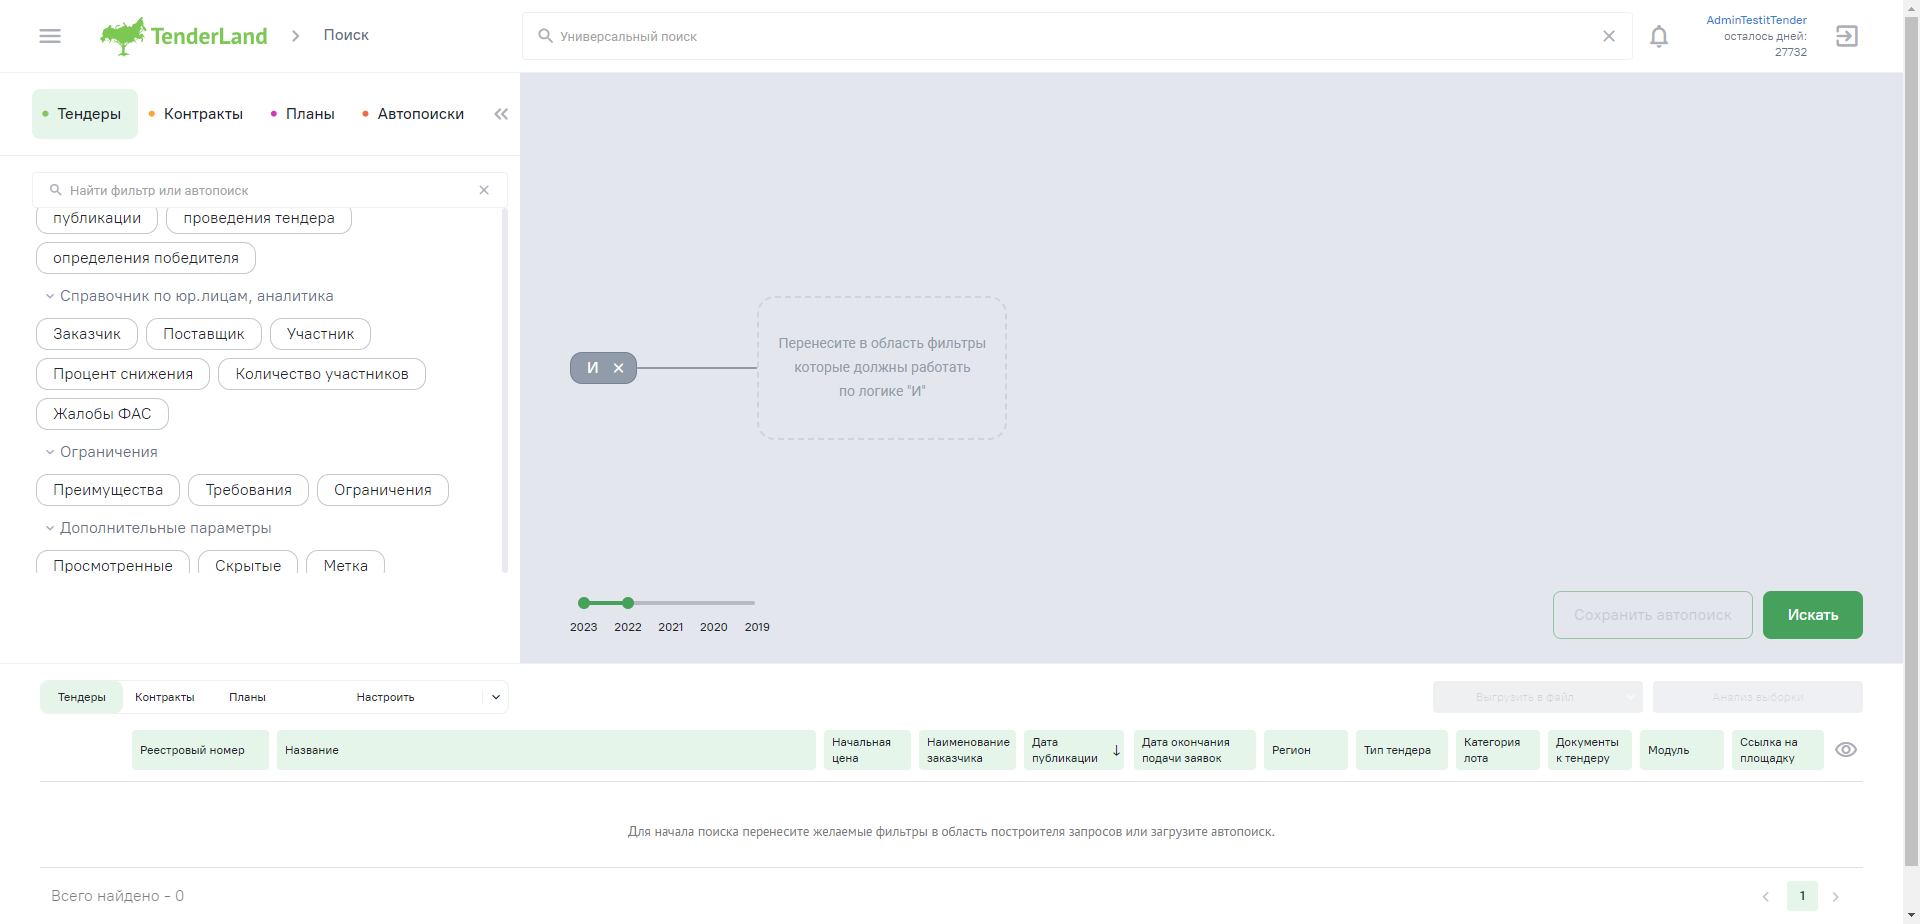 TenderLand
Поиск
Универсальный поиск
AdminTestitTender
осталось дней:
27732
Тендеры
Контракты
Планы
Автопоиски
Найти фильтр или автопоиск
публикации
проведения тендера
определения победителя
Справочник по юр.лицам, аналитика
Заказчик
Поставщик
Участник
Процент снижения
Количество участников
Жалобы ФАС
Ограничения
Преимущества
Требования
Ограничения
Дополнительные параметры
Просмотренные
Скрытые
Метка
И
Перенесите в область фильтры
которые должны работать
по логике "И"
2023
2022
2021
2020
2019
Сохранить автопоиск
Искать
Тендеры
Контракты
Планы
Настроить
Выгрузить в файл
Анализ выборки
Реестровый номер
Название
Начальная
цена
Наименование
заказчика
Дата
публикации
Дата окончания
подачи заявок
Регион
Тип тендера
Категория
лота
Документы
к тендеру
Модуль
Ссылка на
площадку
Для начала поиска перенесите желаемые фильтры в область построителя запросов или загрузите автопоиск.
Всего найдено - 0
1